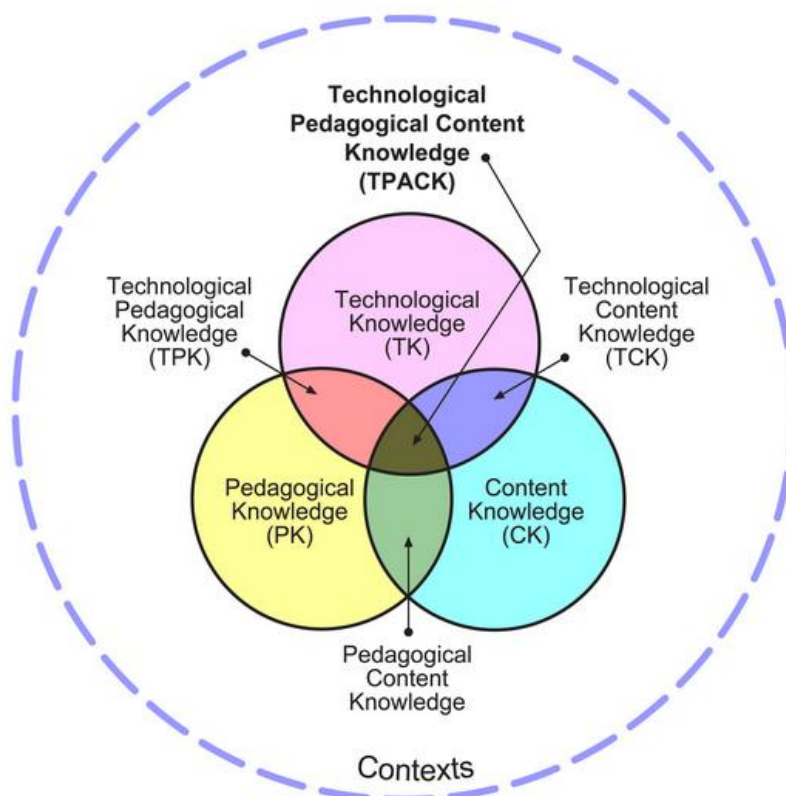 Technological
Pedagogical Content
Knowledge
(TPACK)
Technological
Pedagogical
Knowledge
(TPK)
Technological
Knowledge
(TK)
Technological
Content
Knowledge
(TCK)
Pedagogical
Knowledge
(PK)
Content
Knowledge
(CK)
Pedagogical
Content
Knowledge
Contexts